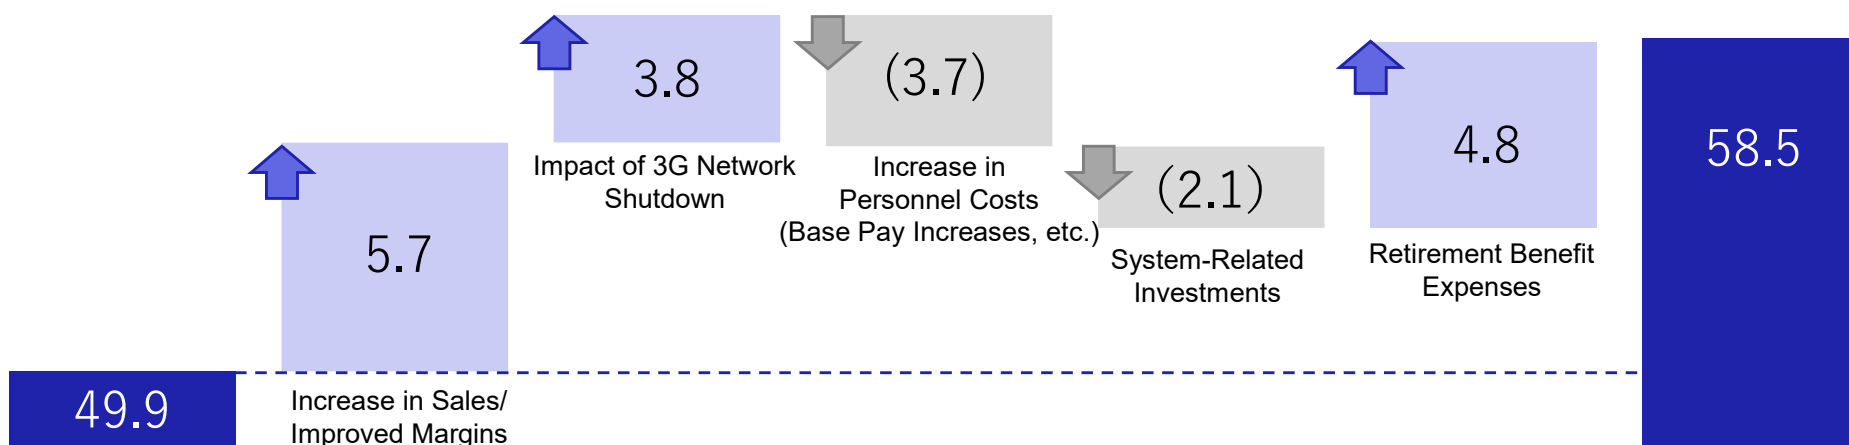 49.9
5.7
Increase in Sales/
Improved Margins
3.8
Impact of 3G Network
Shutdown
(3.7)
Increase in
Personnel Costs
(Base Pay Increases, etc.)
(2.1)
System-Related
Investments
4.8
Retirement Benefit
Expenses
58.5